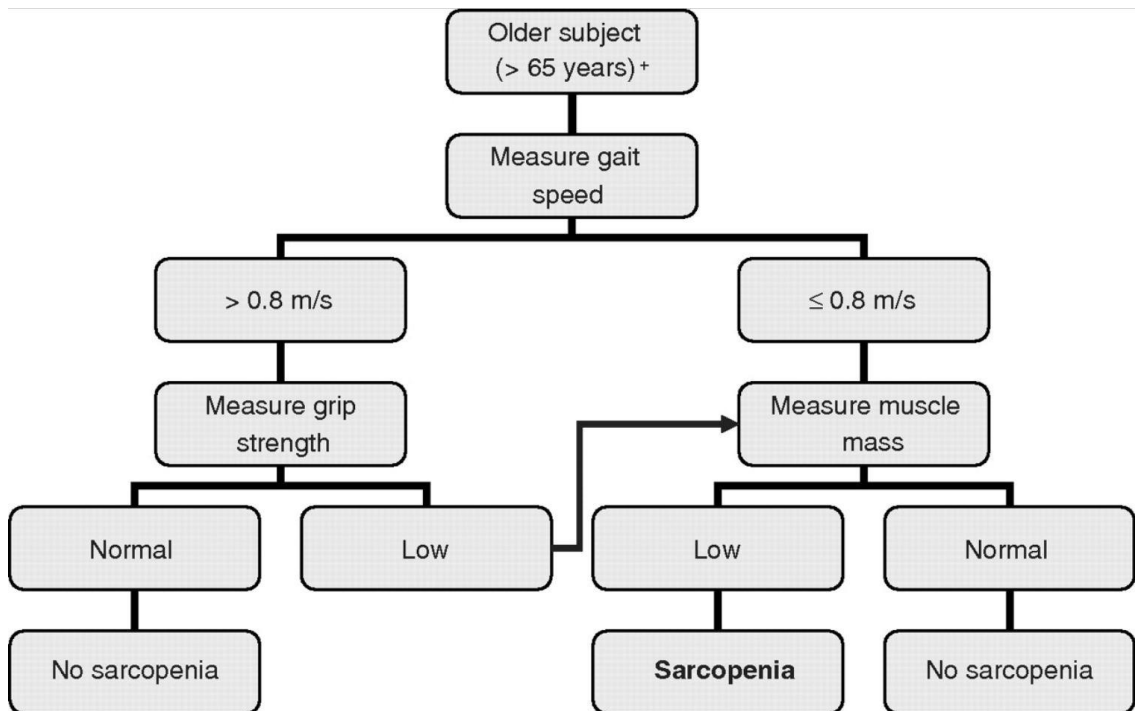 Older subject
(> 65 years) +
Measure gait
speed
> 0.8 m/s
≤ 0.8 m/s
Measure grip
strength
Measure muscle
mass
Normal
Low
Low
Normal
No sarcopenia
Sarcopenia
No sarcopenia